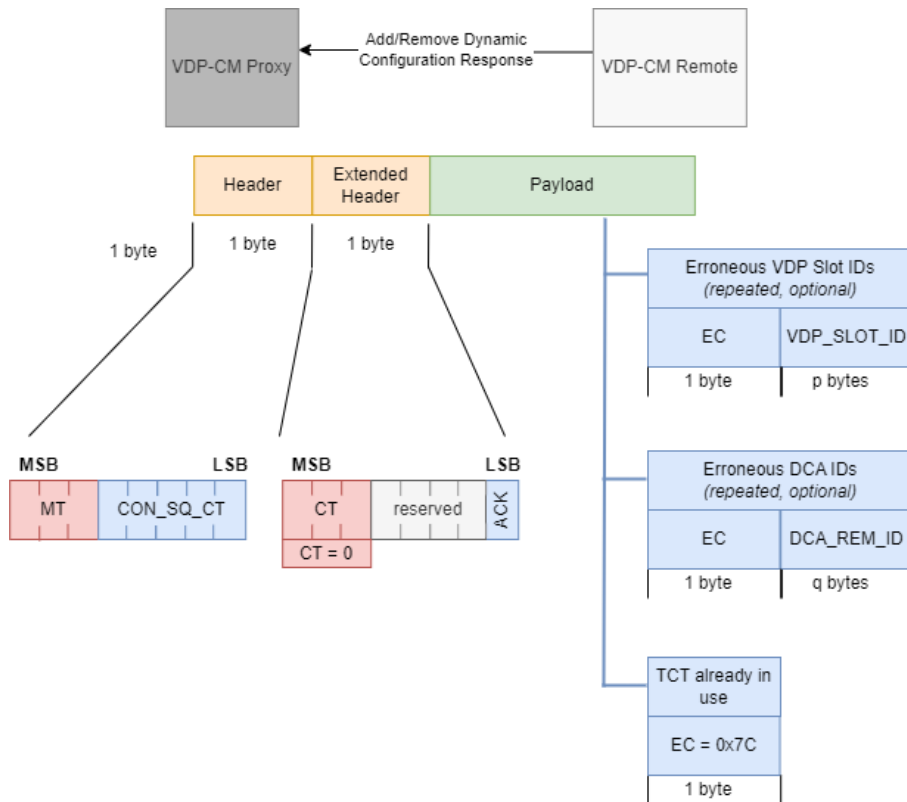 VDP-CM Proxy
Add/Remove Dynamic
Configuration Response
VDP-CM Remote
Header
Extended
Header
Payload
1 byte
1 byte
1 byte
Erroneous VDP Slot IDs
(repeated, optional)
EC
VDP_SLOT_ID
1 byte
p bytes
MSB
LSB
MT
CON_SQ_CT
MSB
LSB
CT
reserved
ACK
CT = 0
Erroneous DCA IDs
(repeated, optional)
EC
DCA_REM_ID
1 byte
q bytes
TCT already in
use
EC = 0x7C
1 byte